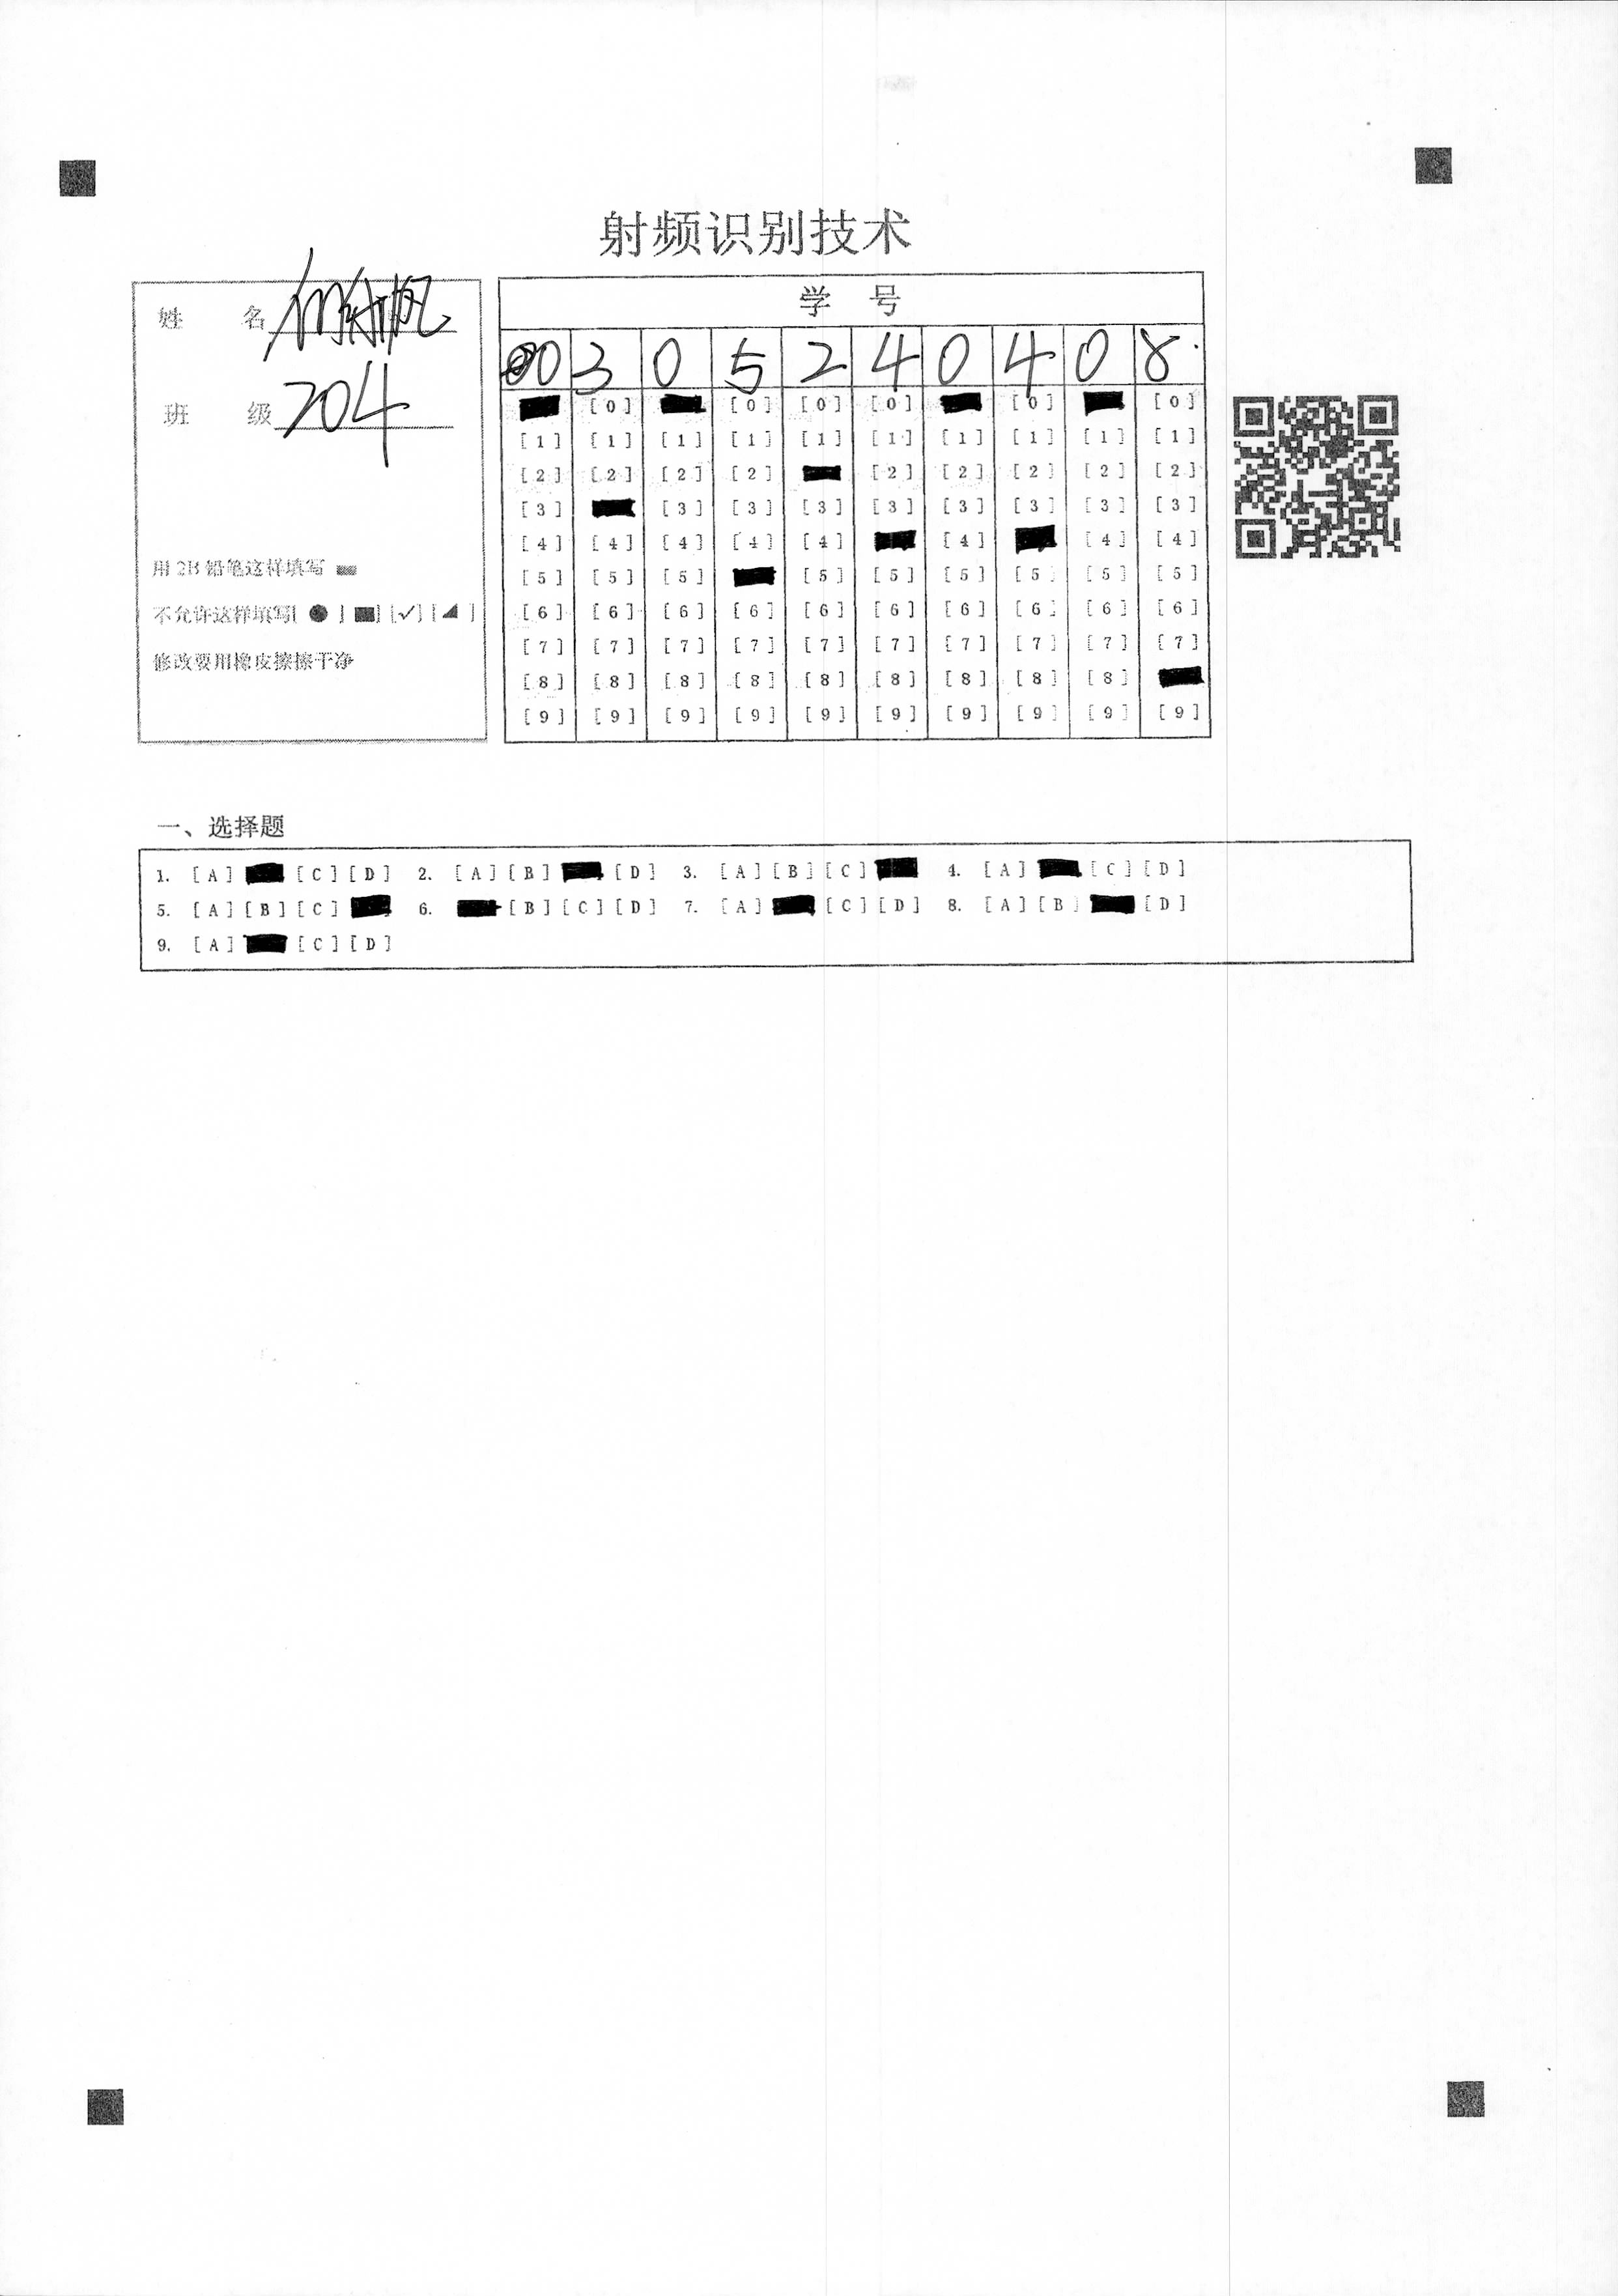 射频识别技术
姓 名
班 级 204
用 2B 铅笔这样填写
不允许这样填写[ ● ] [■] [✓] [◢ ]
修改要用橡皮擦擦干净
学 号
0 3 0 5 2 4 0 4 0 8
[0] [0] [0] [0] [0] [0]
[1] [1] [1] [1] [1] [1] [1] [1] [1] [1]
[2] [2] [2] [2] [2] [2] [2] [2] [2]
[3] [3] [3] [3] [3] [3] [3] [3] [3]
[4] [4] [4] [4] [4] [4] [4] [4]
[5] [5] [5] [5] [5] [5] [5] [5] [5]
[6] [6] [6] [6] [6] [6] [6] [6] [6] [6]
[7] [7] [7] [7] [7] [7] [7] [7] [7] [7]
[8] [8] [8] [8] [8] [8] [8] [8] [8]
[9] [9] [9] [9] [9] [9] [9] [9] [9] [9]
一、选择题
1. [A] [C] [D] 2. [A] [B] [D] 3. [A] [B] [C] 4. [A] [C] [D]
5. [A] [B] [C] 6. [B] [C] [D] 7. [A] [C] [D] 8. [A] [B] [D]
9. [A] [C] [D]